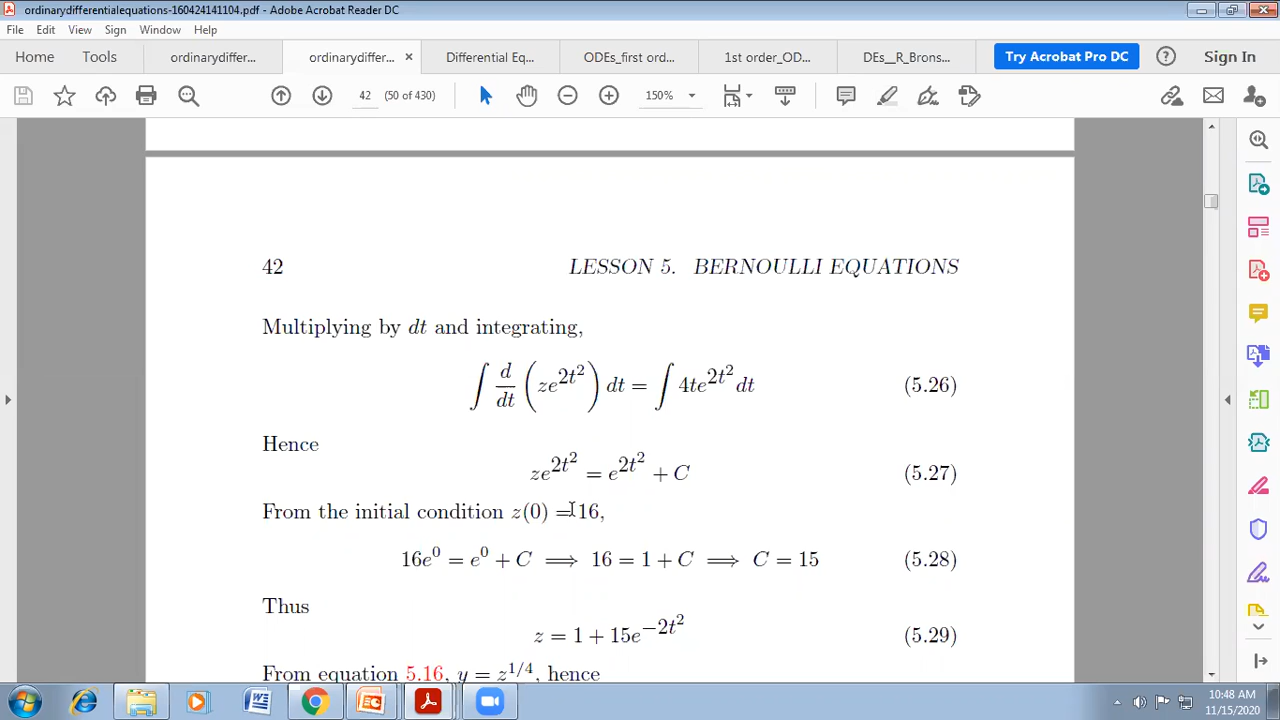 ordinarydifferentialequations-160424141104.pdf - Adobe Acrobat Reader DC
File Edit View Sign Window Help
Home Tools ordinarydiffer... ordinarydiffer... × Differential Eq... ODEs_first ord... 1st order_OD... DEs__R_Brons... Try Acrobat Pro DC Sign In
42 (50 of 430) 150%
42 LESSON 5. BERNOULLI EQUATIONS
Multiplying by dt and integrating,
∫ d/dt (ze^{2t^2}) dt = ∫ 4te^{2t^2} dt (5.26)
Hence
ze^{2t^2} = e^{2t^2} + C (5.27)
From the initial condition z(0) = 16,
16e^0 = e^0 + C ⟹ 16 = 1 + C ⟹ C = 15 (5.28)
Thus
z = 1 + 15e^{−2t^2} (5.29)
From equation 5.16, y = z^{1/4}, hence
10:48 AM
11/15/2020